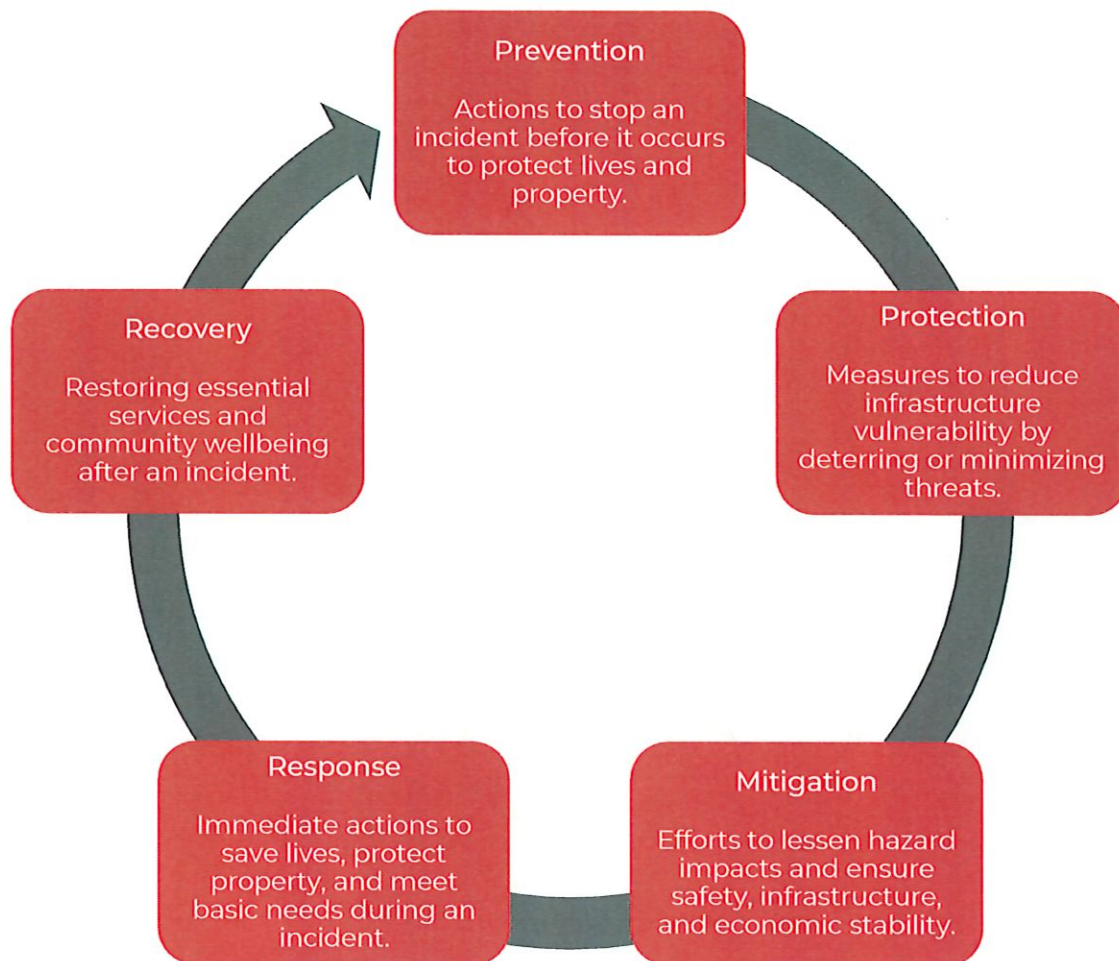 Prevention
Actions to stop an
incident before it occurs
to protect lives and
property.
Protection
Measures to reduce
infrastructure
vulnerability by
deterring or minimizing
threats.
Mitigation
Efforts to lessen hazard
impacts and ensure
safety, infrastructure,
and economic stability.
Response
Immediate actions to
save lives, protect
property, and meet
basic needs during an
incident.
Recovery
Restoring essential
services and
community wellbeing
after an incident.